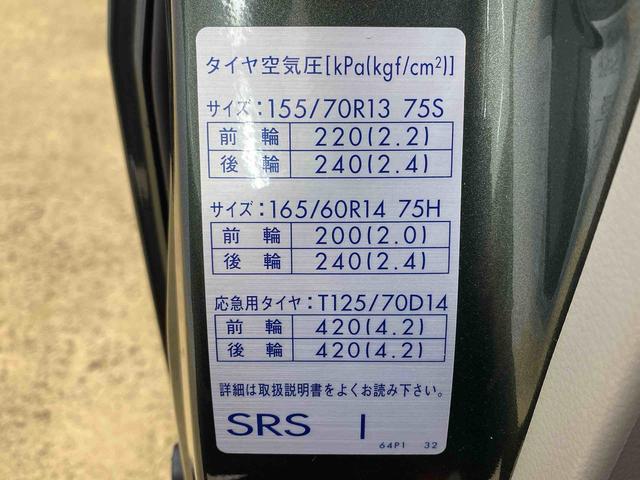 タイヤ空気圧[kPa(kgf/cm²)]
サイズ:155/70R13 75S
前 輪 220(2.2)
後 輪 240(2.4)
サイズ:165/60R14 75H
前 輪 200(2.0)
後 輪 240(2.4)
応急用タイヤ:T125/70D14
前 輪 420(4.2)
後 輪 420(4.2)
詳細は取扱説明書をよくお読み下さい。
SRS I
64P1 32